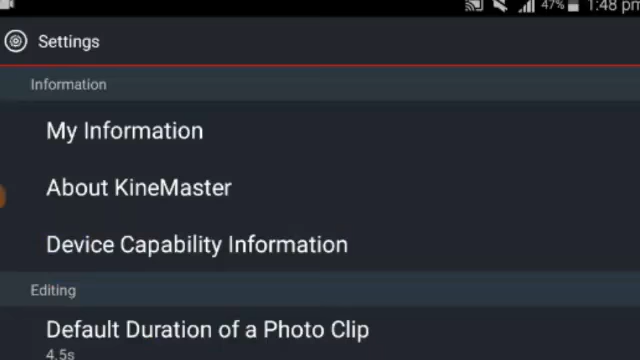 47% 1:48 pm
Settings
Information
My Information
About KineMaster
Device Capability Information
Editing
Default Duration of a Photo Clip
4.5s